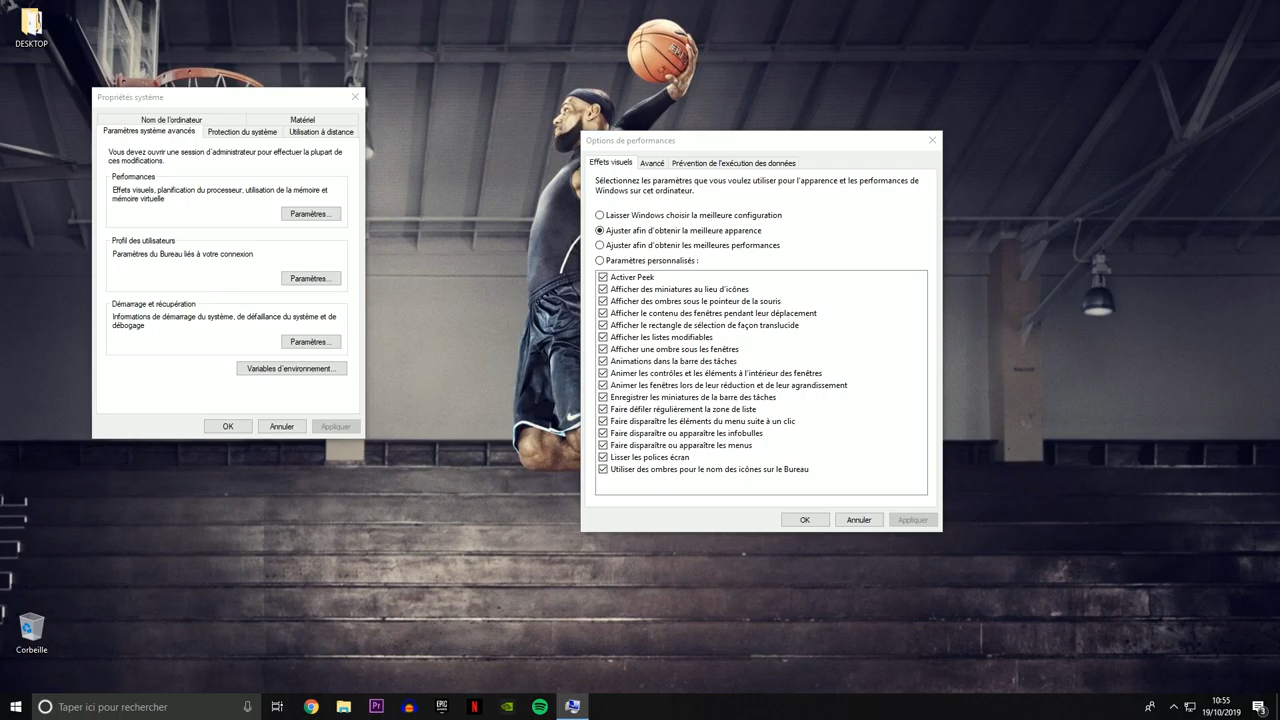 DESKTOP
Propriétés système
Nom de l'ordinateur
Matériel
Paramètres système avancés
Protection du système
Utilisation à distance
Vous devez ouvrir une session d'administrateur pour effectuer la plupart de
ces modifications.
Performances
Effets visuels, planification du processeur, utilisation de la mémoire et
mémoire virtuelle
Paramètres...
Profil des utilisateurs
Paramètres du Bureau liés à votre connexion
Paramètres...
Démarrage et récupération
Informations de démarrage du système, de défaillance du système et de
débogage
Paramètres...
Variables d'environnement...
OK
Annuler
Appliquer
Options de performances
Effets visuels
Avancé
Prévention de l'exécution des données
Sélectionnez les paramètres que vous voulez utiliser pour l'apparence et les performances de
Windows sur cet ordinateur.
Laisser Windows choisir la meilleure configuration
Ajuster afin d'obtenir la meilleure apparence
Ajuster afin d'obtenir les meilleures performances
Paramètres personnalisés :
Activer Peek
Afficher des miniatures au lieu d'icônes
Afficher des ombres sous le pointeur de la souris
Afficher le contenu des fenêtres pendant leur déplacement
Afficher le rectangle de sélection de façon translucide
Afficher les listes modifiables
Afficher une ombre sous les fenêtres
Animations dans la barre des tâches
Animer les contrôles et les éléments à l'intérieur des fenêtres
Animer les fenêtres lors de leur réduction et de leur agrandissement
Enregistrer les miniatures de la barre des tâches
Faire défiler régulièrement la zone de liste
Faire disparaître les éléments du menu suite à un clic
Faire disparaître ou apparaître les infobulles
Faire disparaître ou apparaître les menus
Lisser les polices écran
Utiliser des ombres pour le nom des icônes sur le Bureau
OK
Annuler
Appliquer
Corbeille
Taper ici pour rechercher
Pr
EPIC
N
10:55
19/10/2019